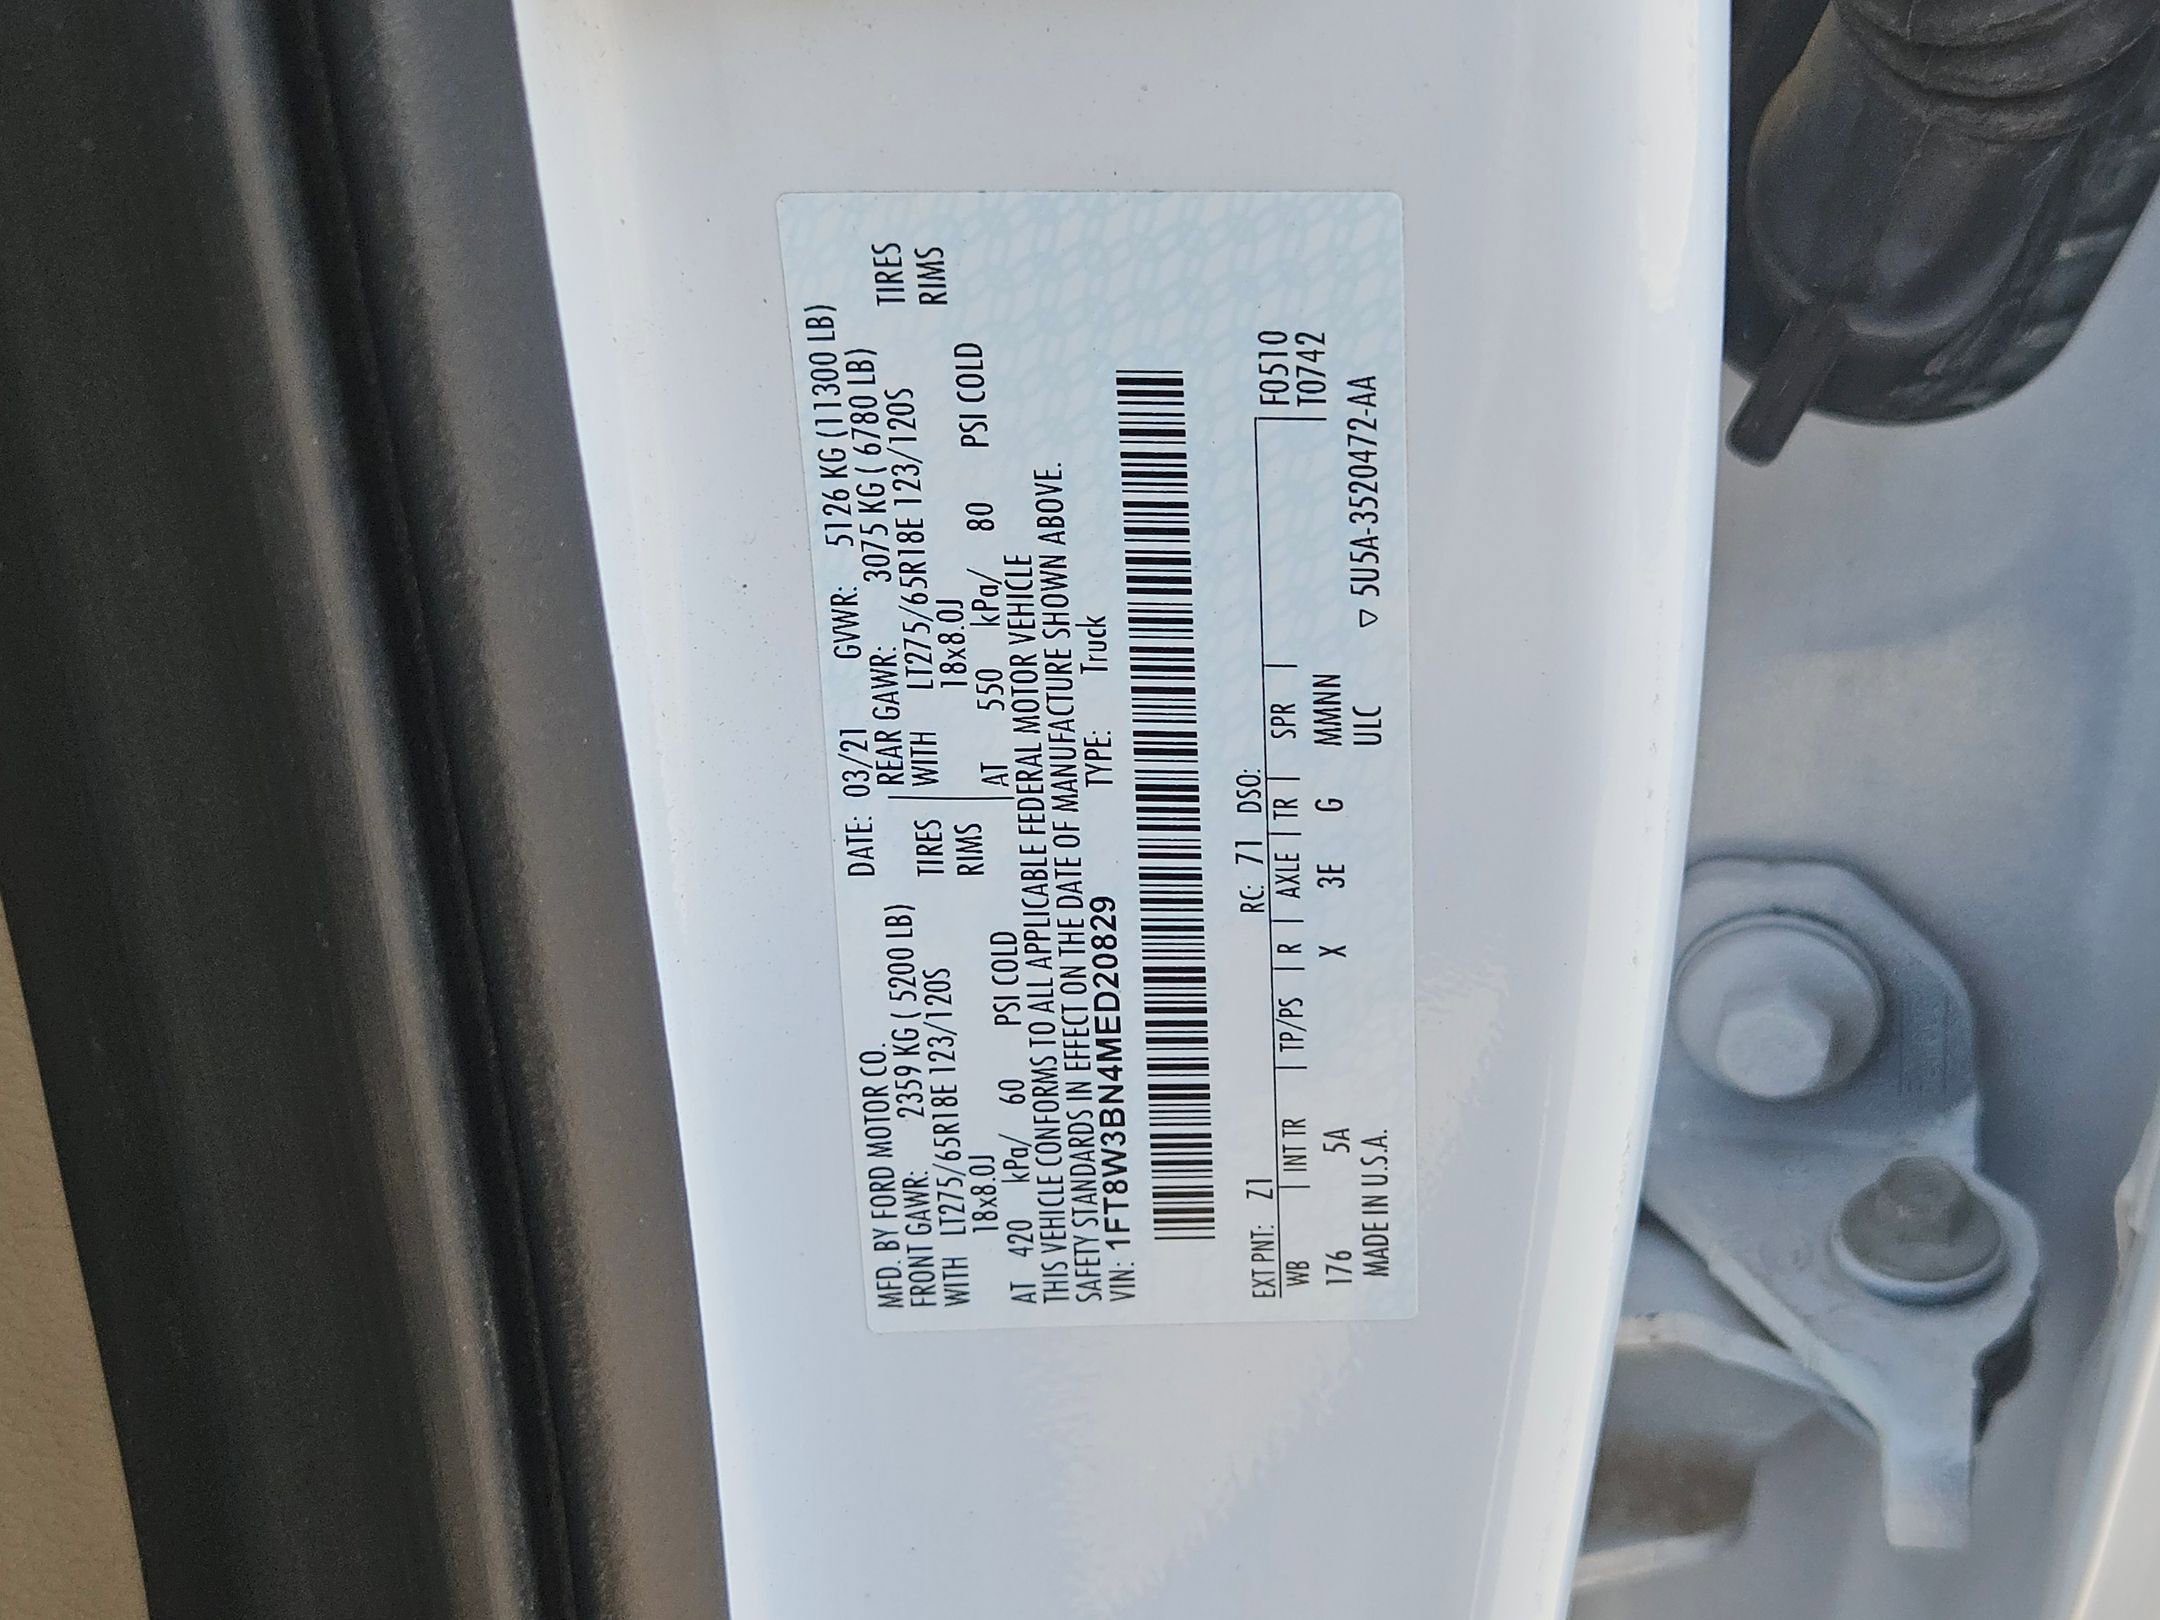 MFD. BY FORD MOTOR CO. DATE: 03/21 GVWR: 5126 KG (11300 LB)
FRONT GAWR: 2359 KG ( 5200 LB) REAR GAWR: 3075 KG ( 6780 LB)
WITH LT275/65R18E 123/120S TIRES WITH LT275/65R18E 123/120S TIRES
18x8.0J RIMS 18x8.0J RIMS
AT 420 kPa/ 60 PSI COLD AT 550 kPa/ 80 PSI COLD
THIS VEHICLE CONFORMS TO ALL APPLICABLE FEDERAL MOTOR VEHICLE
SAFETY STANDARDS IN EFFECT ON THE DATE OF MANUFACTURE SHOWN ABOVE.
VIN: 1FT8W3BN4MED20829 TYPE: Truck
EXT PNT: Z1 RC: 71 DSO: F0510
WB | INT TR | TP/PS | R | AXLE | TR | SPR | T0742
176 5A X 3E G MMNN
MADE IN U.S.A. ULC ▽ 5U5A-3520472-AA